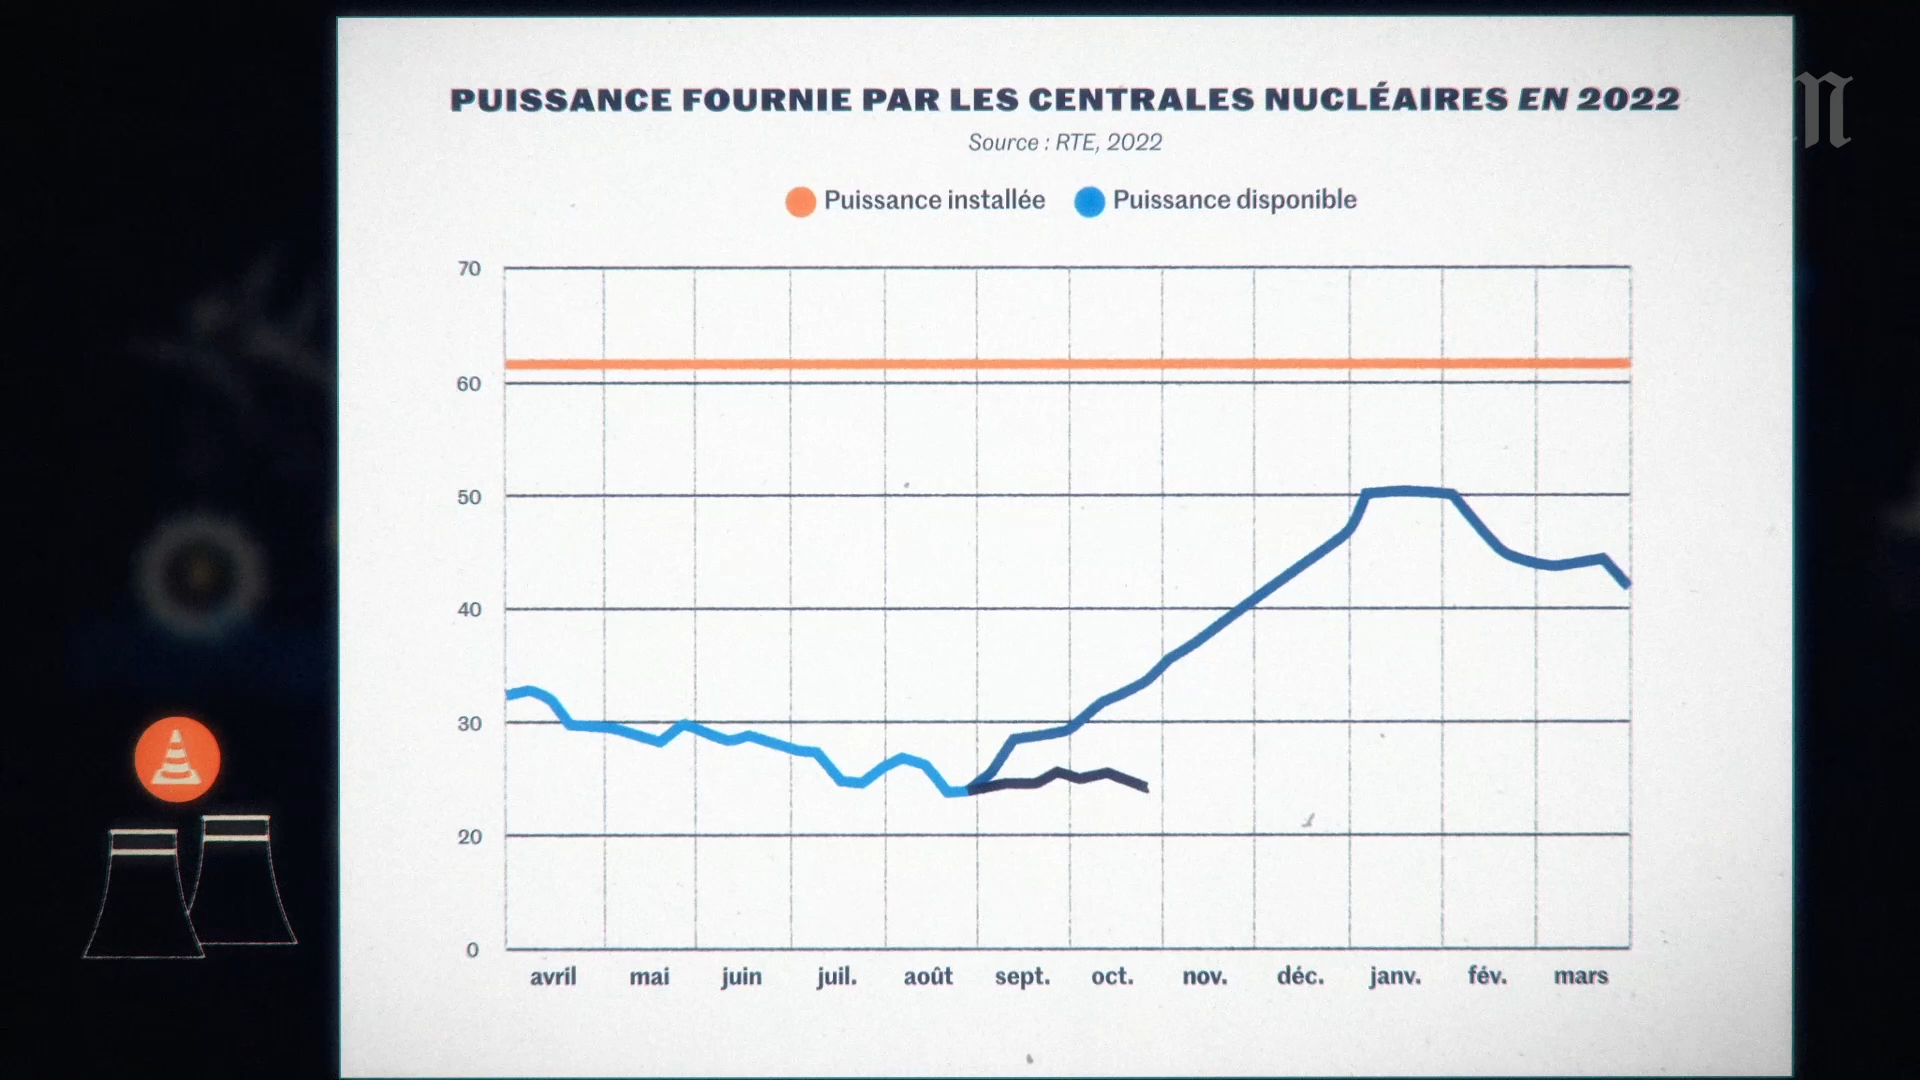 PUISSANCE FOURNIE PAR LES CENTRALES NUCLÉAIRES EN 2022
Source : RTE, 2022
Puissance installée Puissance disponible
70
60
50
40
30
20
0
avril mai juin juil. août sept. oct. nov. déc. janv. fév. mars